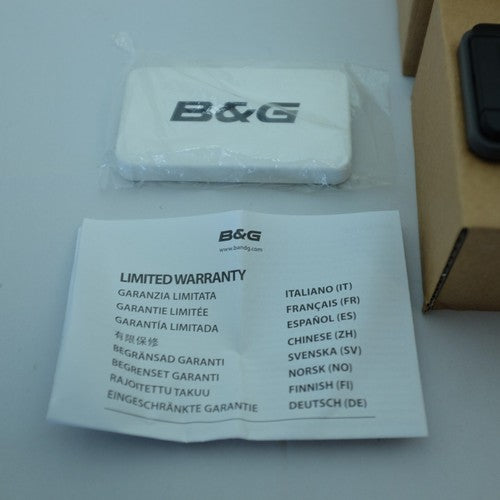 B&G
B&G
www.bandg.com
LIMITED WARRANTY
GARANZIA LIMITATA ITALIANO (IT)
GARANTIE LIMITÉE FRANÇAIS (FR)
GARANTÍA LIMITADA ESPAÑOL (ES)
有限保修 CHINESE (ZH)
BEGRÄNSAD GARANTI SVENSKA (SV)
BEGRENSET GARANTI NORSK (NO)
RAJOITETTU TAKUU FINNISH (FI)
EINGESCHRÄNKTE GARANTIE DEUTSCH (DE)